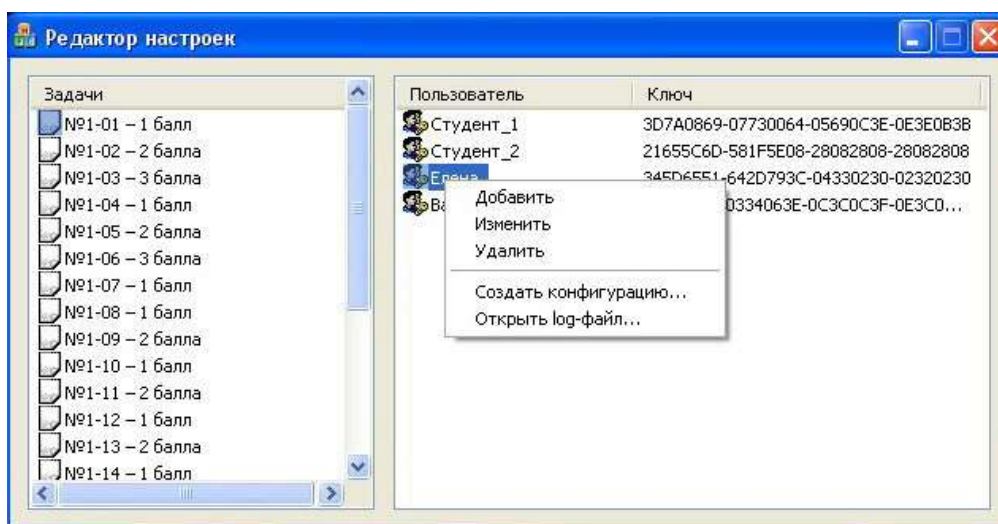 Редактор настроек
Задачи
№1-01 – 1 балл
№1-02 – 2 балла
№1-03 – 3 балла
№1-04 – 1 балл
№1-05 – 2 балла
№1-06 – 3 балла
№1-07 – 1 балл
№1-08 – 1 балл
№1-09 – 2 балла
№1-10 – 1 балл
№1-11 – 2 балла
№1-12 – 1 балл
№1-13 – 2 балла
№1-14 – 1 балл
Пользователь Ключ
Студент_1 3D7A0869-07730064-05690C3E-0E3E0B3B
Студент_2 21655C6D-581F5E08-28082808-28082808
Елена 345D6551-642D793C-04330230-02320230
0334063E-0C3C0C3F-0E3C0...
Добавить
Изменить
Удалить
Создать конфигурацию...
Открыть log-файл...